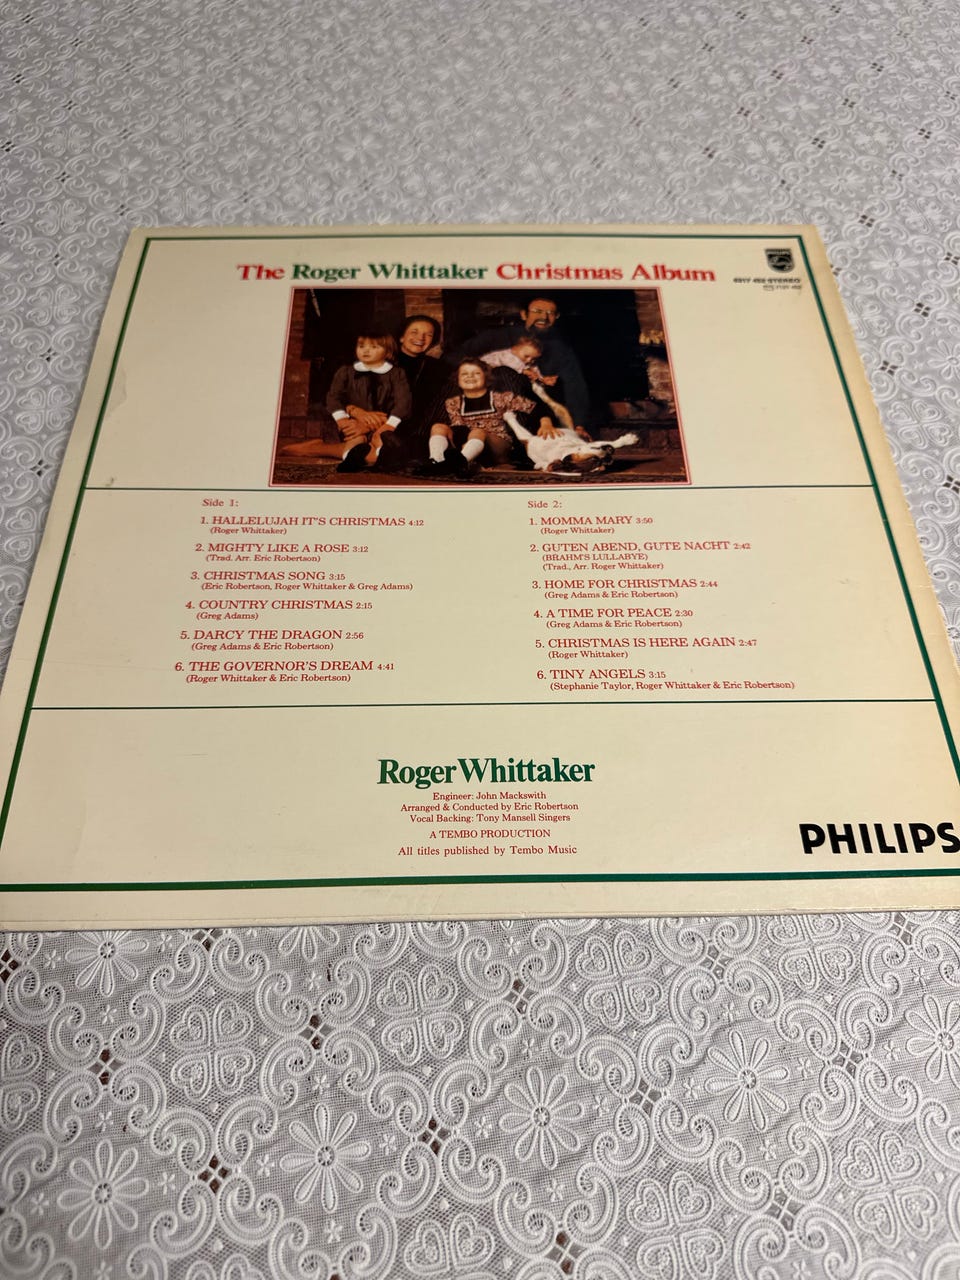 The Roger Whittaker Christmas Album
PHILIPS
STEREO
Side 1:
1. HALLELUJAH IT'S CHRISTMAS 4:12
(Roger Whittaker)
2. MIGHTY LIKE A ROSE 3:12
(Trad. Arr. Eric Robertson)
3. CHRISTMAS SONG 3:15
(Eric Robertson, Roger Whittaker & Greg Adams)
4. COUNTRY CHRISTMAS 2:15
(Greg Adams)
5. DARCY THE DRAGON 2:56
(Greg Adams & Eric Robertson)
6. THE GOVERNOR'S DREAM 4:41
(Roger Whittaker & Eric Robertson)
Side 2:
1. MOMMA MARY 3:50
(Roger Whittaker)
2. GUTEN ABEND, GUTE NACHT 2:42
(BRAHM'S LULLABYE)
(Trad., Arr. Roger Whittaker)
3. HOME FOR CHRISTMAS 2:44
(Greg Adams & Eric Robertson)
4. A TIME FOR PEACE 2:30
(Greg Adams & Eric Robertson)
5. CHRISTMAS IS HERE AGAIN 2:47
(Roger Whittaker)
6. TINY ANGELS 3:15
(Stephanie Taylor, Roger Whittaker & Eric Robertson)
Roger Whittaker
Engineer: John Mackswith
Arranged & Conducted by Eric Robertson
Vocal Backing: Tony Mansell Singers
A TEMBO PRODUCTION
All titles published by Tembo Music
PHILIPS